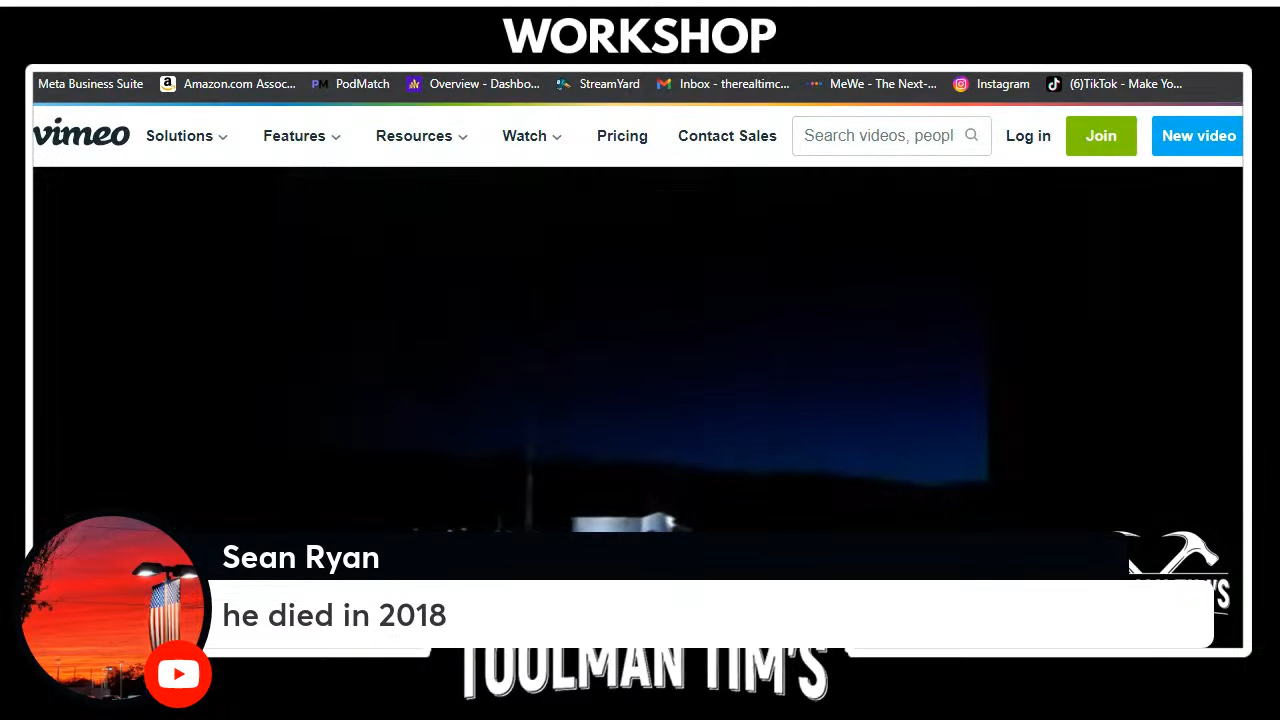 WORKSHOP
Meta Business Suite Amazon.com Assoc... PM PodMatch Overview - Dashbo... StreamYard Inbox - therealtimc... MeWe - The Next-... Instagram (6)TikTok - Make Yo...
vimeo Solutions Features Resources Watch Pricing Contact Sales Search videos, peopl Log in Join New video
Sean Ryan
he died in 2018
TOOLMAN TIM'S